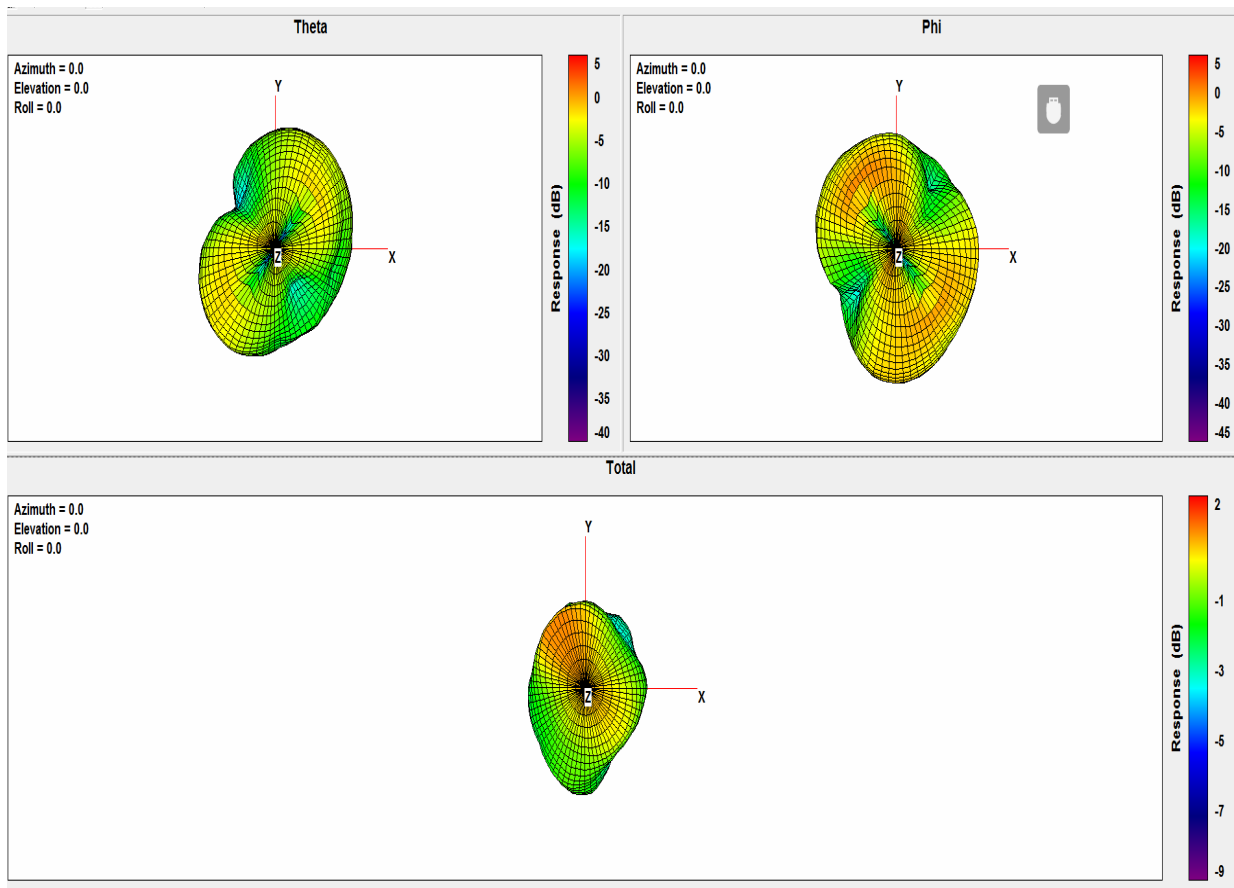 Theta
Azimuth = 0.0
Elevation = 0.0
Roll = 0.0
Y
X
Z
Response (dB)
5
0
-5
-10
-15
-20
-25
-30
-35
-40
Phi
Azimuth = 0.0
Elevation = 0.0
Roll = 0.0
Y
X
Z
Response (dB)
5
0
-5
-10
-15
-20
-25
-30
-35
-40
-45
Total
Azimuth = 0.0
Elevation = 0.0
Roll = 0.0
Y
X
Z
Response (dB)
2
-1
-3
-5
-7
-9